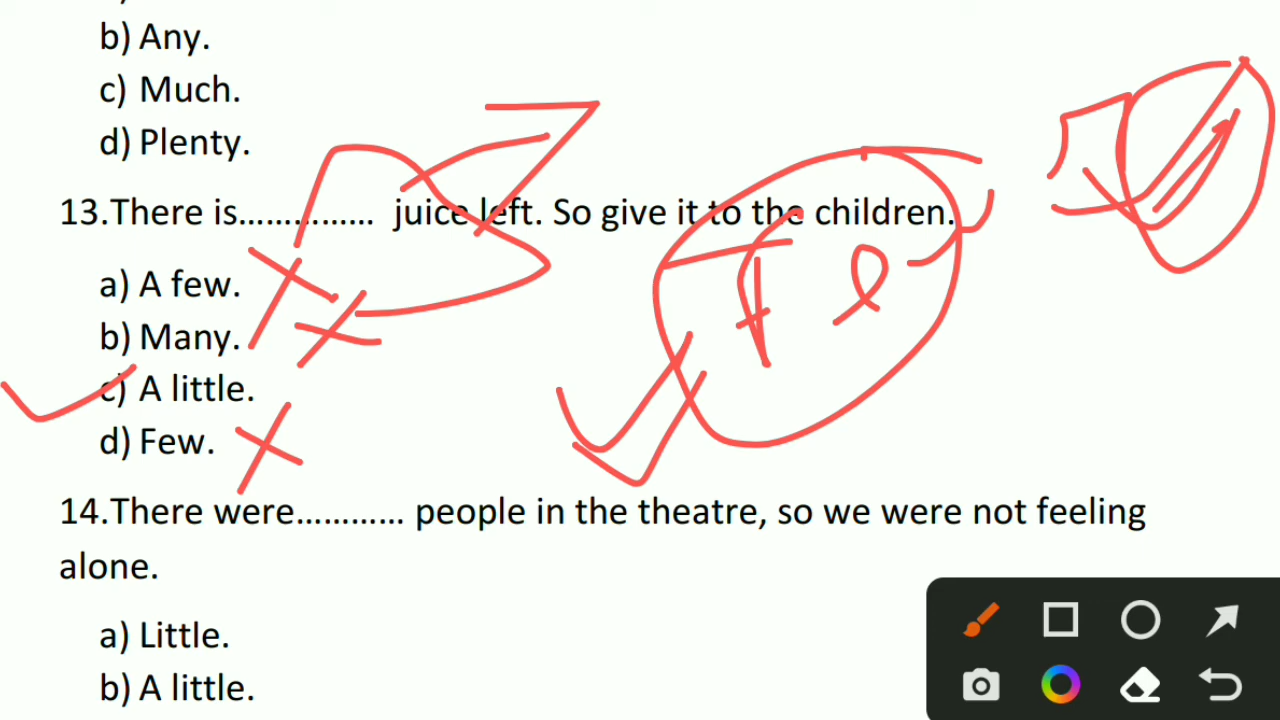 b) Any.
c) Much.
d) Plenty.
13.There is............... juice left. So give it to the children.
a) A few.
b) Many.
c) A little.
d) Few.
14.There were............ people in the theatre, so we were not feeling
alone.
a) Little.
b) A little.